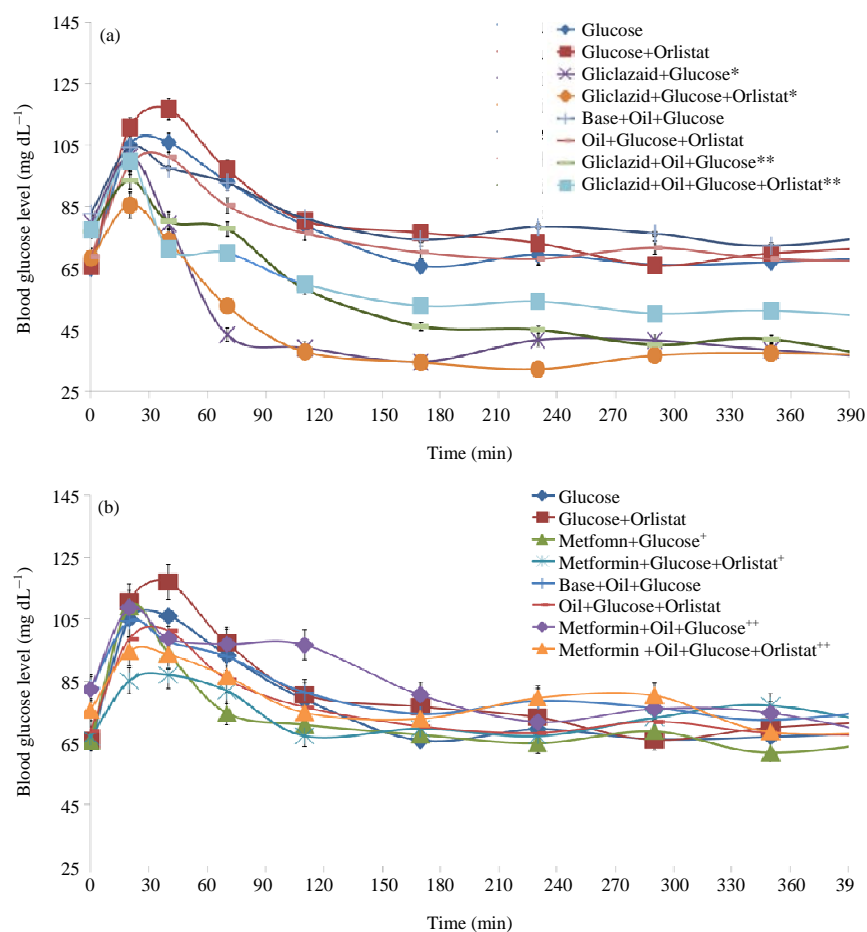 (a)
145
125
105
85
65
45
25
Blood glucose level (mg dL−1)
Glucose
Glucose+Orlistat
Gliclazaid+Glucose*
Gliclazid+Glucose+Orlistat*
Base+Oil+Glucose
Oil+Glucose+Orlistat
Gliclazid+Oil+Glucose**
Gliclazid+Oil+Glucose+Orlistat**
0 30 60 90 120 150 180 210 240 270 300 330 360 390
Time (min)
(b)
145
125
105
85
65
45
25
Blood glucose level (mg dL−1)
Glucose
Glucose+Orlistat
Metfomn+Glucose+
Metformin+Glucose+Orlistat+
Base+Oil+Glucose
Oil+Glucose+Orlistat
Metformin+Oil+Glucose++
Metformin +Oil+Glucose+Orlistat++
0 30 60 90 120 150 180 210 240 270 300 330 360 390
Time (min)